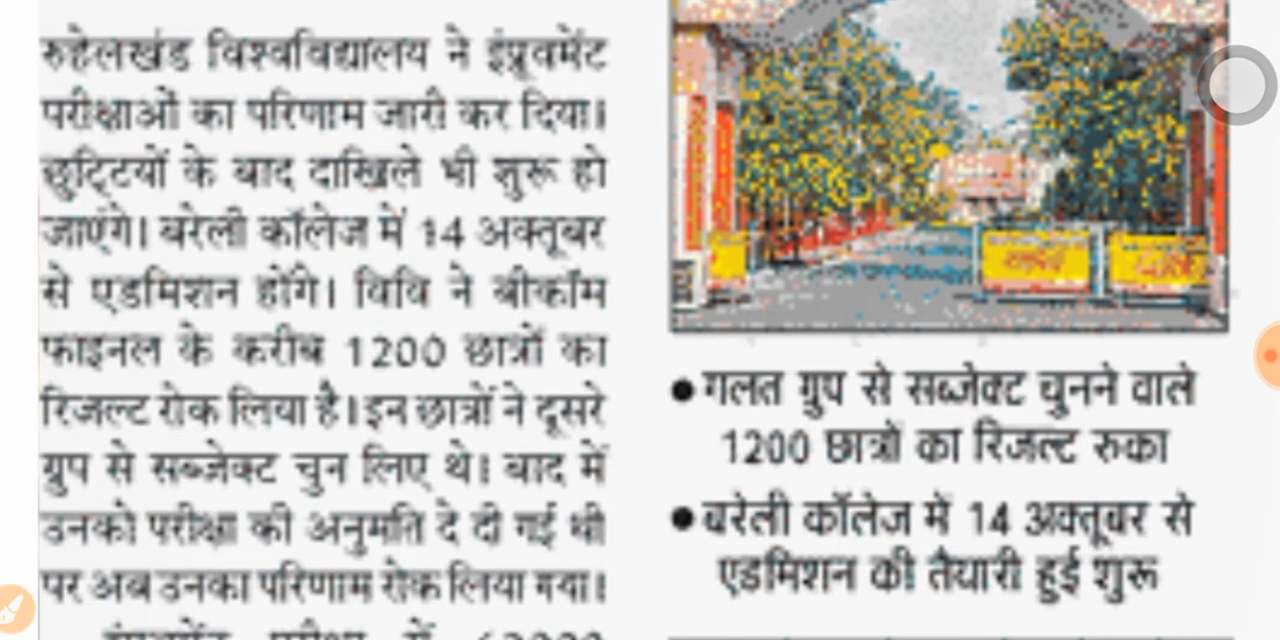 रुहेलखंड विश्वविद्यालय ने इंप्रूवमेंट
परीक्षाओं का परिणाम जारी कर दिया।
छुट्टियों के बाद दाखिले भी शुरू हो
जाएंगे। बरेली कॉलेज में 14 अक्तूबर
से एडमिशन होंगे। विवि ने बीकॉम
फाइनल के करीब 1200 छात्रों का
रिजल्ट रोक लिया है। इन छात्रों ने दूसरे
ग्रुप से सब्जेक्ट चुन लिए थे। बाद में
उनको परीक्षा की अनुमति दे दी गई थी
पर अब उनका परिणाम रोक लिया गया।
●गलत ग्रुप से सब्जेक्ट चुनने वाले
1200 छात्रों का रिजल्ट रुका
●बरेली कॉलेज में 14 अक्तूबर से
एडमिशन की तैयारी हुई शुरू